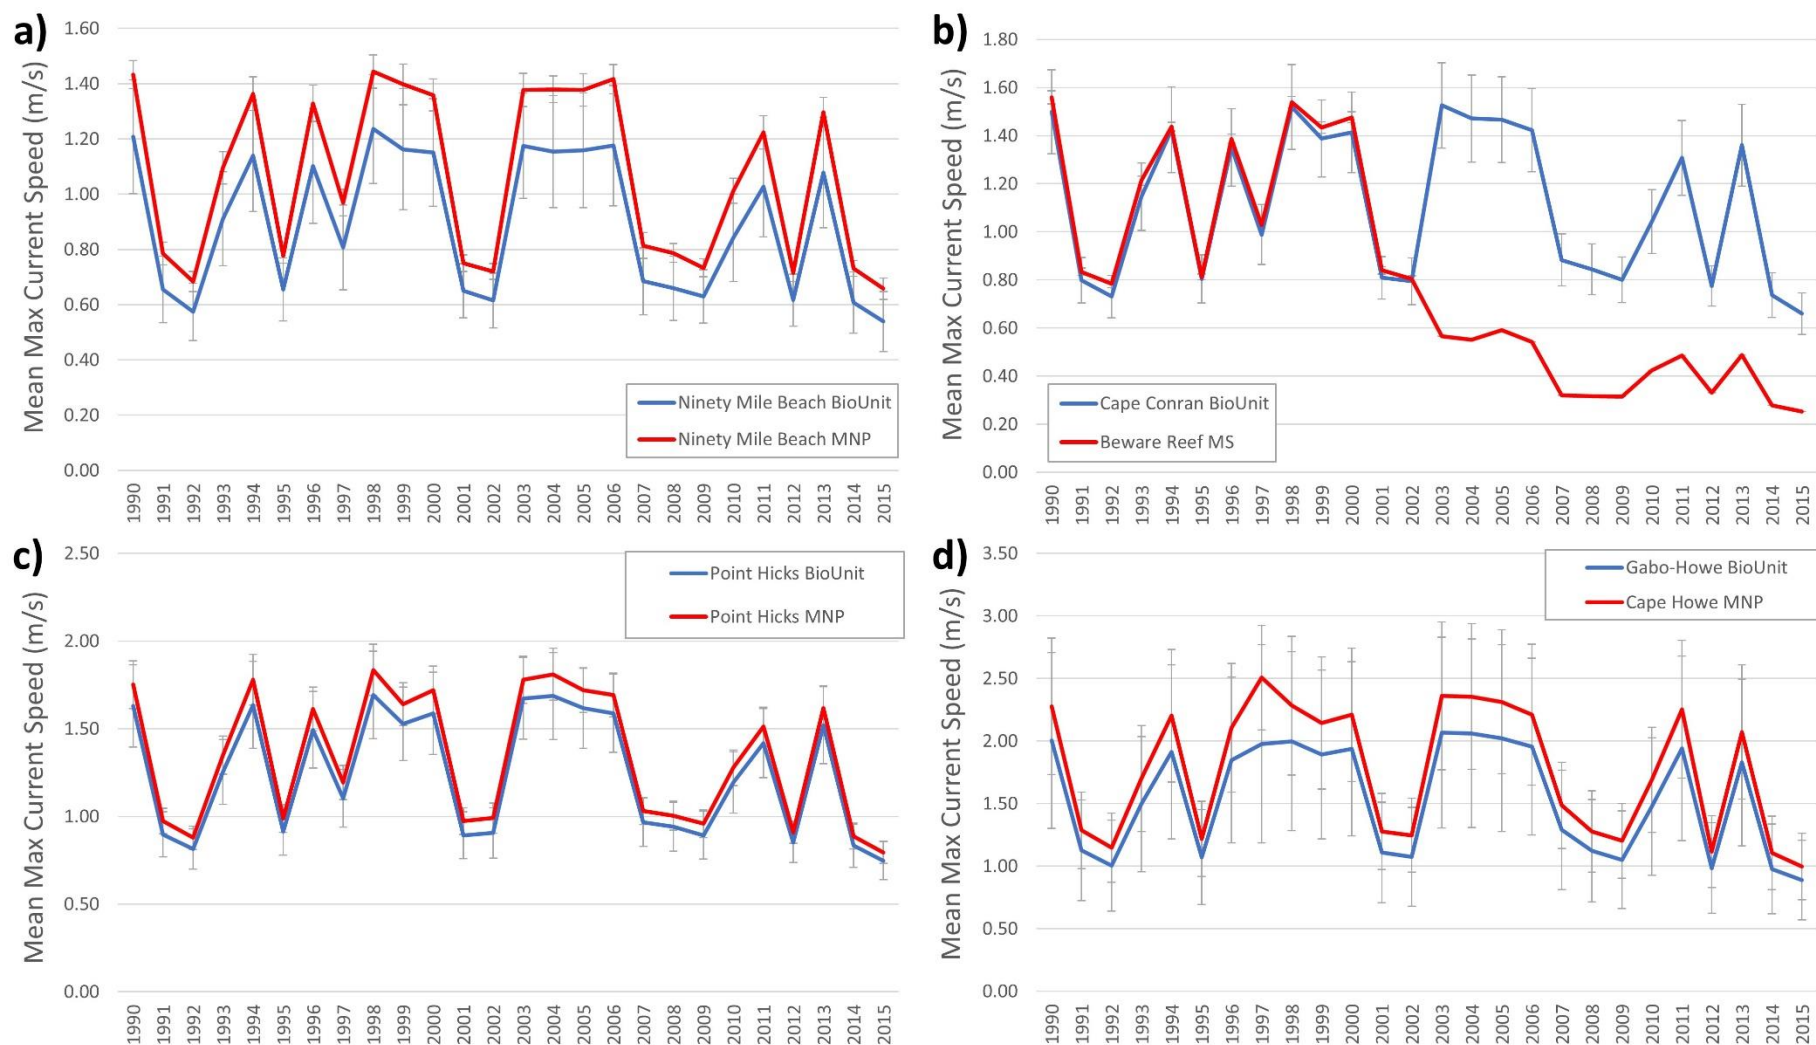 a)
Mean Max Current Speed (m/s)
1.60
1.40
1.20
1.00
0.80
0.60
0.40
0.20
0.00
Ninety Mile Beach BioUnit
Ninety Mile Beach MNP
1990 1991 1992 1993 1994 1995 1996 1997 1998 1999 2000 2001 2002 2003 2004 2005 2006 2007 2008 2009 2010 2011 2012 2013 2014 2015
b)
Mean Max Current Speed (m/s)
1.80
1.60
1.40
1.20
1.00
0.80
0.60
0.40
0.20
0.00
Cape Conran BioUnit
Beware Reef MS
1990 1991 1992 1993 1994 1995 1996 1997 1998 1999 2000 2001 2002 2003 2004 2005 2006 2007 2008 2009 2010 2011 2012 2013 2014 2015
c)
Mean Max Current Speed (m/s)
2.50
2.00
1.50
1.00
0.50
0.00
Point Hicks BioUnit
Point Hicks MNP
1990 1991 1992 1993 1994 1995 1996 1997 1998 1999 2000 2001 2002 2003 2004 2005 2006 2007 2008 2009 2010 2011 2012 2013 2014 2015
d)
Mean Max Current Speed (m/s)
3.50
3.00
2.50
2.00
1.50
1.00
0.50
0.00
Gabo-Howe BioUnit
Cape Howe MNP
1990 1991 1992 1993 1994 1995 1996 1997 1998 1999 2000 2001 2002 2003 2004 2005 2006 2007 2008 2009 2010 2011 2012 2013 2014 2015